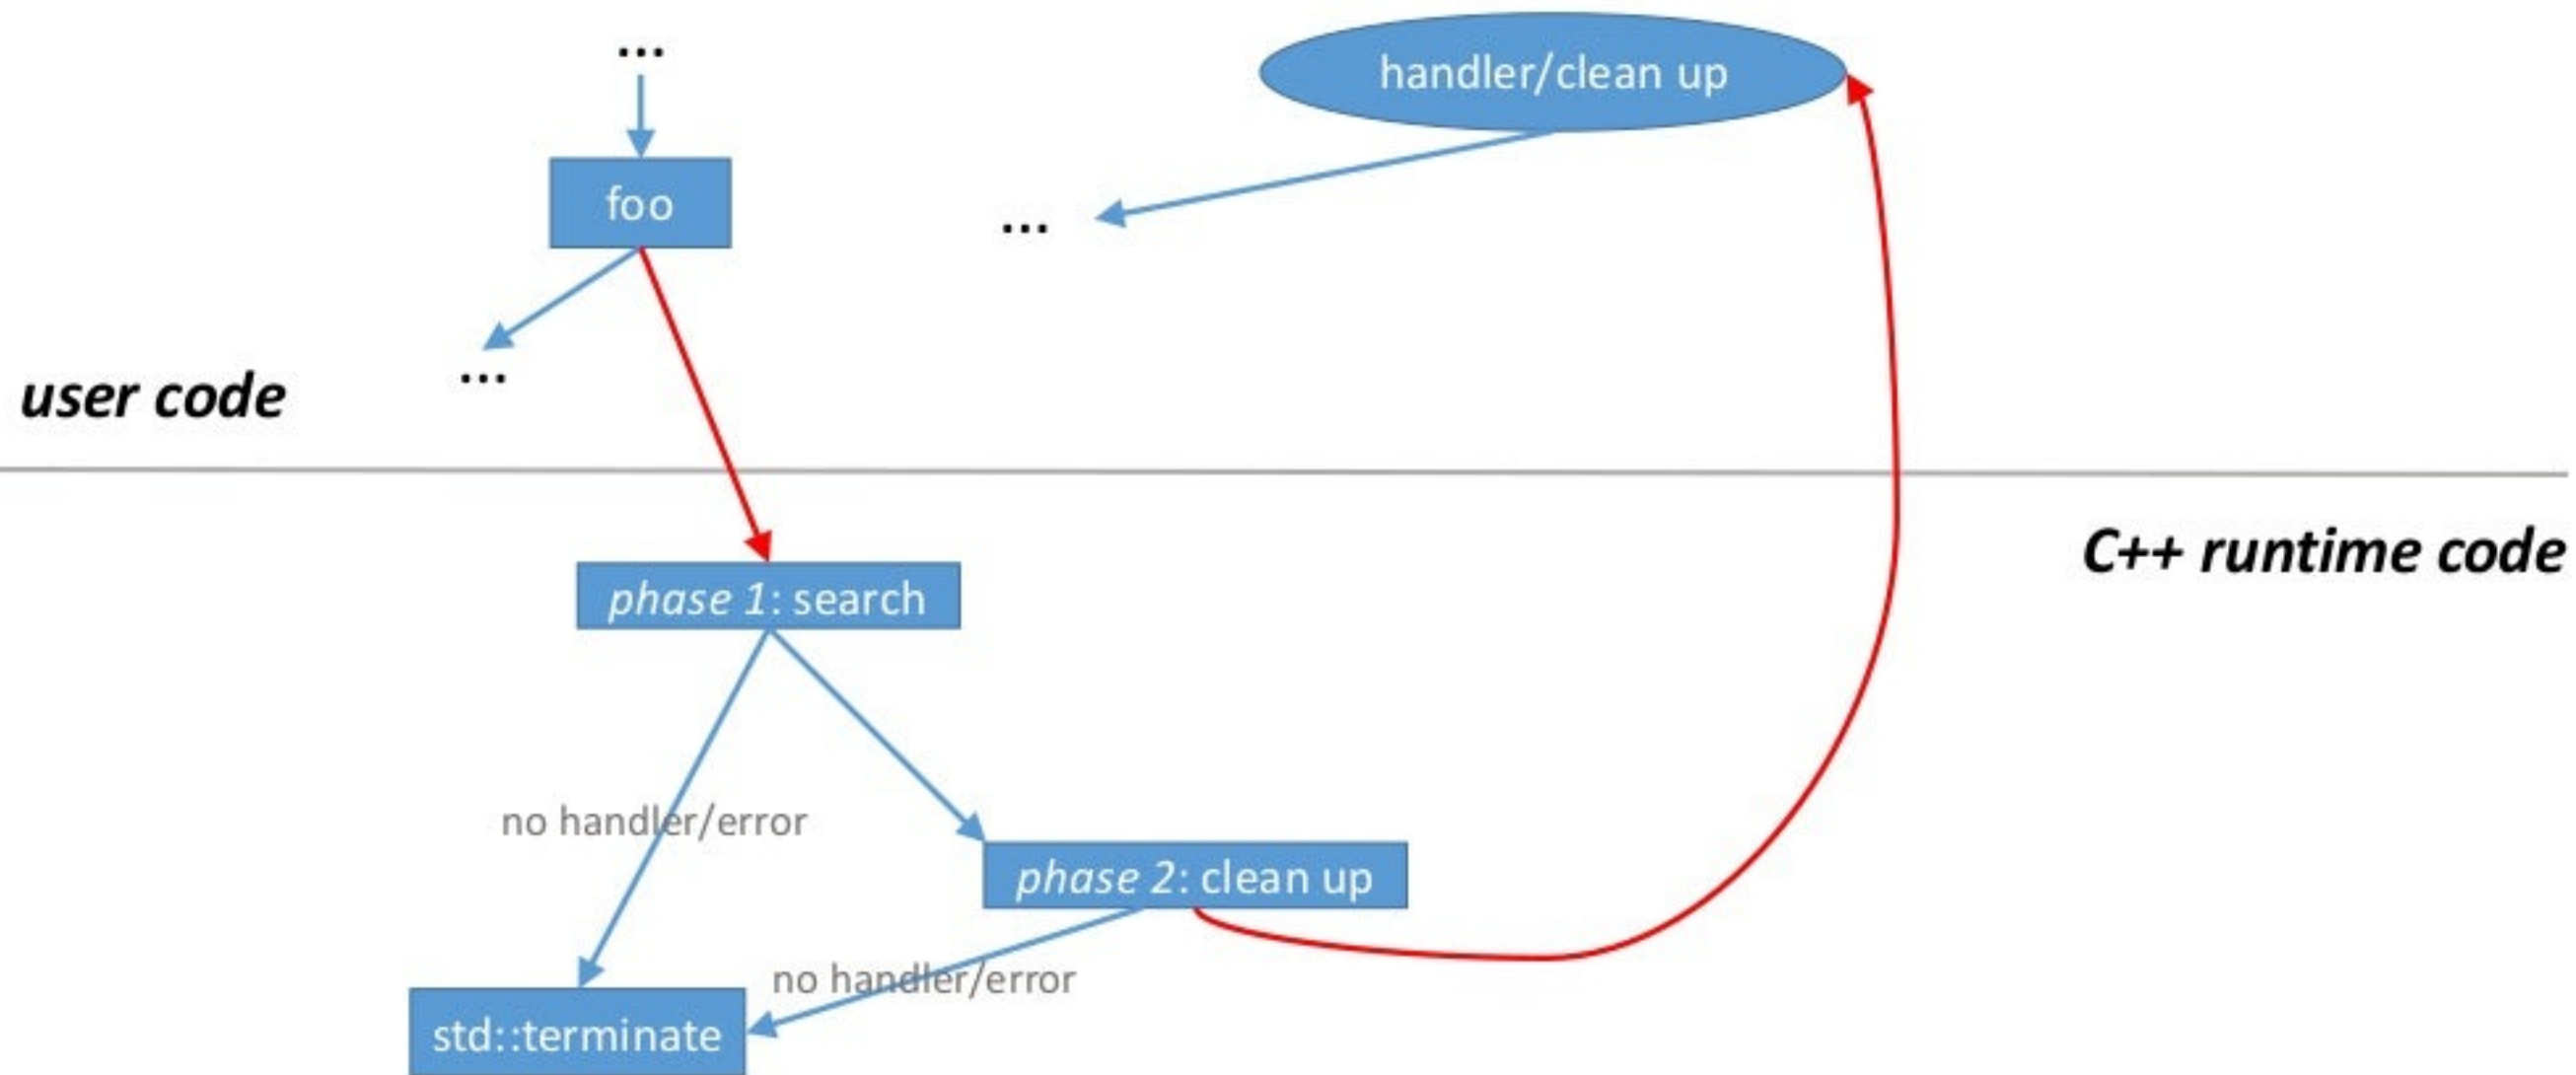 ...
handler/clean up
foo
...
...
user code
C++ runtime code
phase 1: search
no handler/error
phase 2: clean up
no handler/error
std::terminate